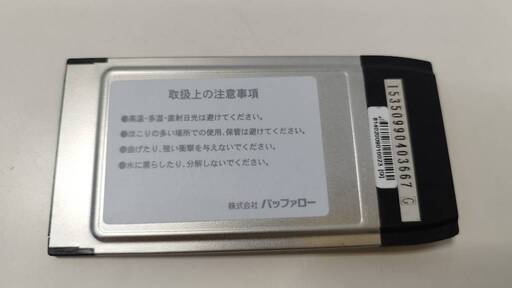 取扱上の注意事項
●高温・多湿・直射日光は避けてください。
●ほこりの多い場所での使用、保管は避けてください。
●曲げたり、強い衝撃を与えないでください。
●水に濡らしたり、分解しないでください。
株式会社 バッファロー
15350990403667 G